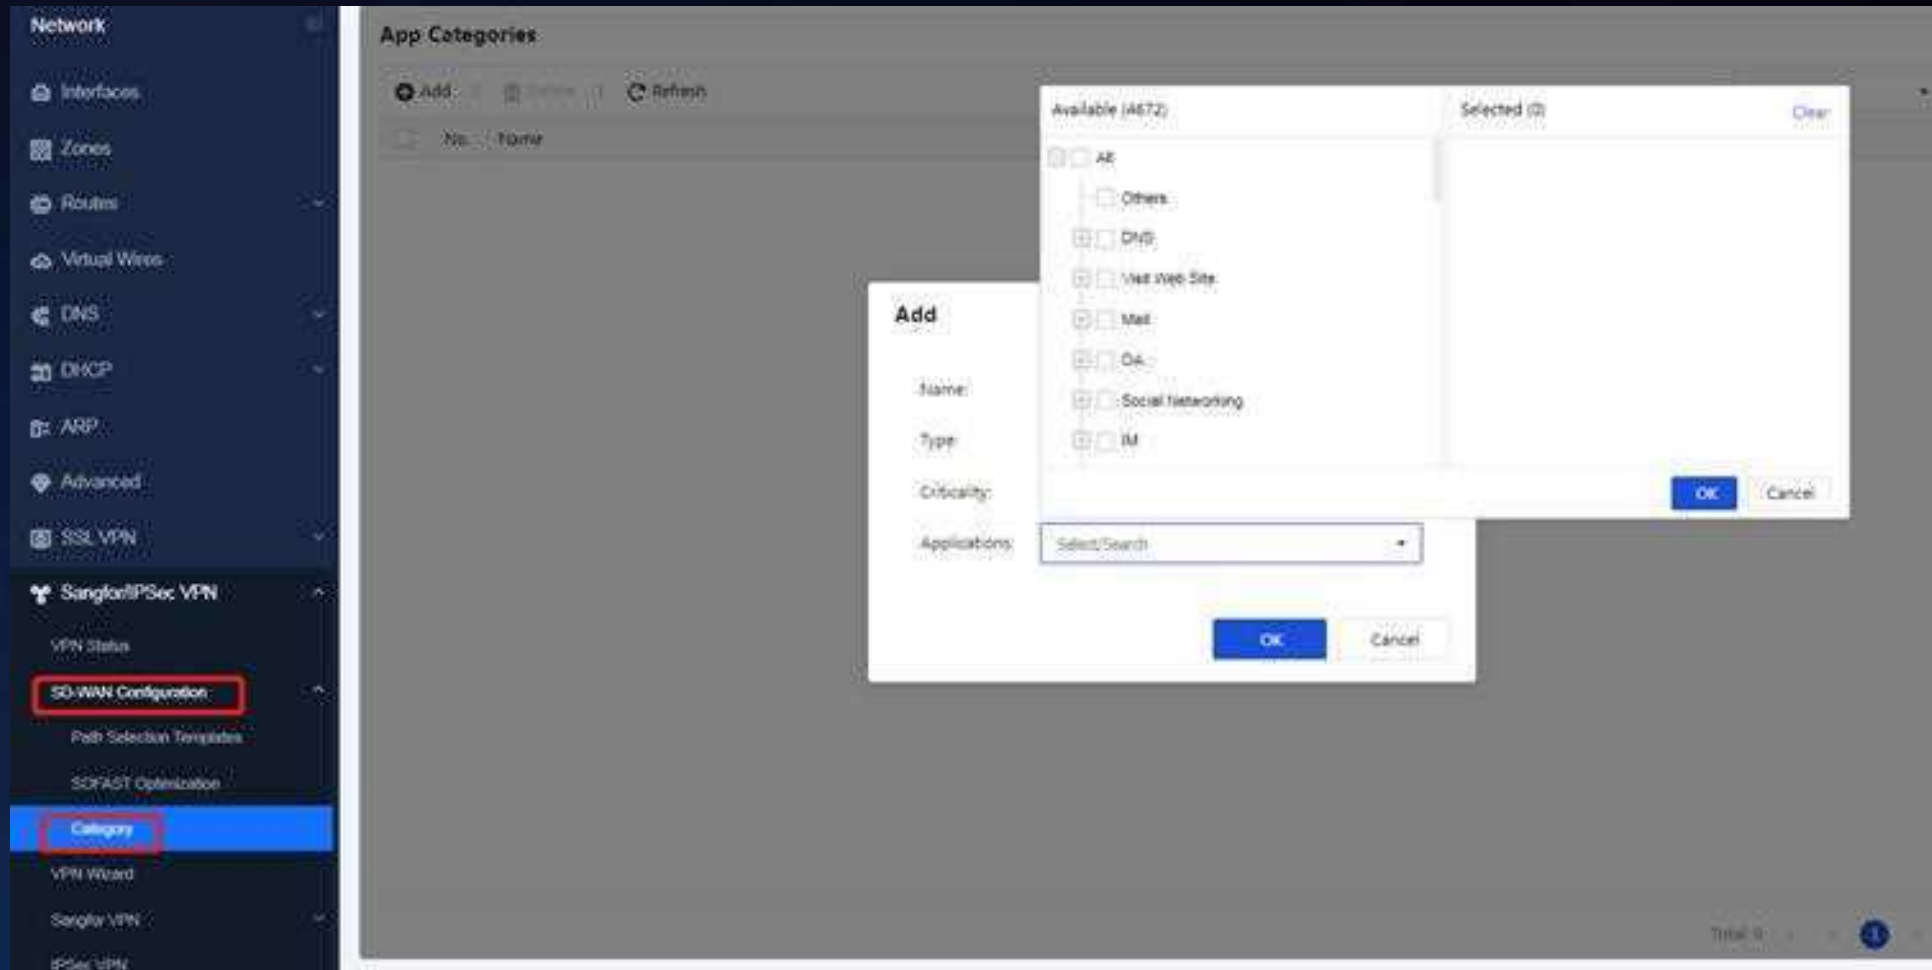 Network
Interfaces
Zones
Routes
Virtual Wires
DNS
DHCP
ARP
Advanced
SSL VPN
Sangfor/IPSec VPN
VPN Status
SD-WAN Configuration
Path Selection Templates
SOFAST Optimization
Category
VPN Wizard
Sangfor VPN
IPSec VPN
App Categories
Add Delete Refresh
No. Name
Available (4672)
Selected (0)
Clear
All
Others
DNS
Visit Web Site
Mail
OA
Social Networking
IM
OK Cancel
Add
Name:
Type:
Criticality:
Applications: Select/Search
OK Cancel
Total: 0
1